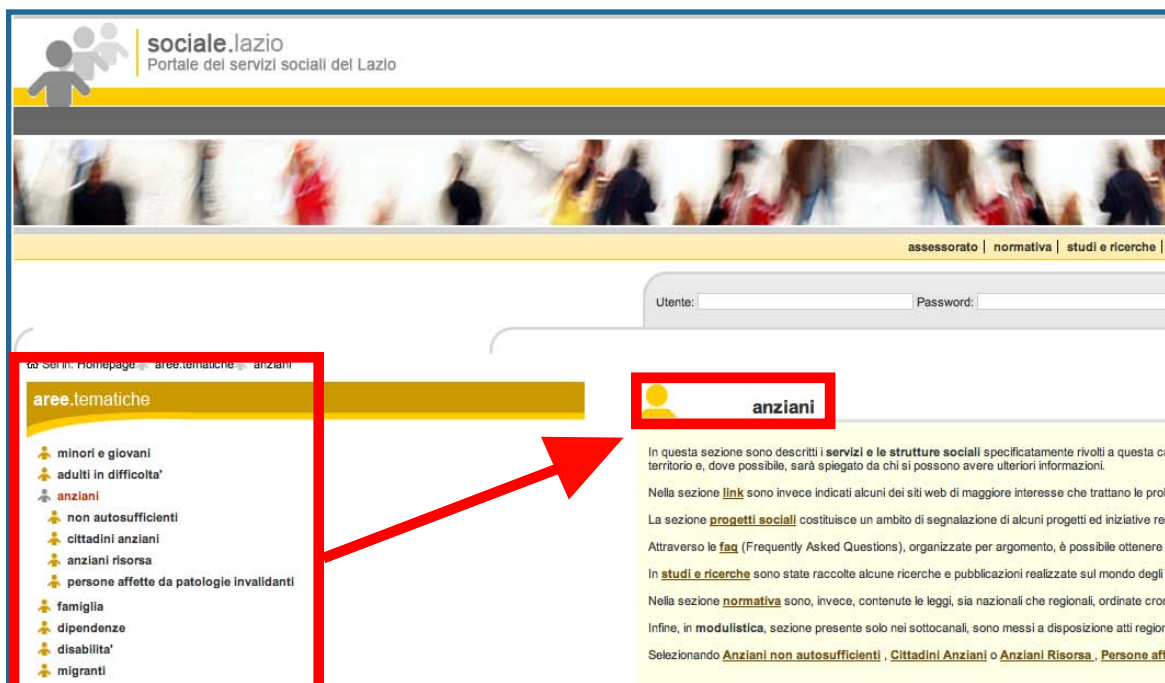 sociale.lazio
Portale dei servizi sociali del Lazio
assessorato | normativa | studi e ricerche |
Utente: Password:
Sei in: Homepage aree.tematiche anziani
aree.tematiche
minori e giovani
adulti in difficolta'
anziani
non autosufficienti
cittadini anziani
anziani risorsa
persone affette da patologie invalidanti
famiglia
dipendenze
disabilita'
migranti
anziani
In questa sezione sono descritti i servizi e le strutture sociali specificatamente rivolti a questa
territorio e, dove possibile, sarà spiegato da chi si possono avere ulteriori informazioni.
Nella sezione link sono invece indicati alcuni dei siti web di maggiore interesse che trattano le
La sezione progetti sociali costituisce un ambito di segnalazione di alcuni progetti ed iniziative
Attraverso le faq (Frequently Asked Questions), organizzate per argomento, è possibile ottenere
In studi e ricerche sono state raccolte alcune ricerche e pubblicazioni realizzate sul mondo degli
Nella sezione normativa sono, invece, contenute le leggi, sia nazionali che regionali, ordinate
Infine, in modulistica, sezione presente solo nei sottocanali, sono messi a disposizione atti
Selezionando Anziani non autosufficienti , Cittadini Anziani o Anziani Risorsa , Persone